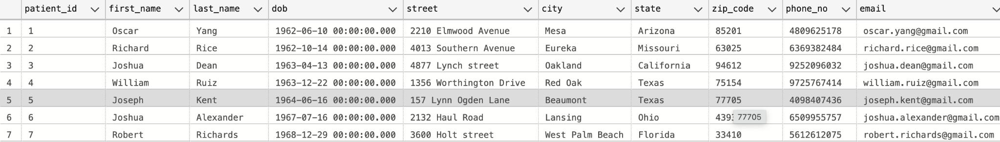 patient_id first_name last_name dob street city state zip_code phone_no email
1 1 Oscar Yang 1962-06-10 00:00:00.000 2210 Elmwood Avenue Mesa Arizona 85201 4809625178 oscar.yang@gmail.com
2 2 Richard Rice 1962-10-14 00:00:00.000 4013 Southern Avenue Eureka Missouri 63025 6369382484 richard.rice@gmail.com
3 3 Joshua Dean 1963-04-13 00:00:00.000 4877 Lynch street Oakland California 94612 9252096032 joshua.dean@gmail.com
4 4 William Ruiz 1963-12-22 00:00:00.000 1356 Worthington Drive Red Oak Texas 75154 9725767414 william.ruiz@gmail.com
5 5 Joseph Kent 1964-06-16 00:00:00.000 157 Lynn Ogden Lane Beaumont Texas 77705 4098407436 joseph.kent@gmail.com
6 6 Joshua Alexander 1967-07-16 00:00:00.000 2132 Haul Road Lansing Ohio 77705 6509955757 joshua.alexander@gmail.com
7 7 Robert Richards 1968-12-29 00:00:00.000 3600 Holt street West Palm Beach Florida 33410 5612612075 robert.richards@gmail.com